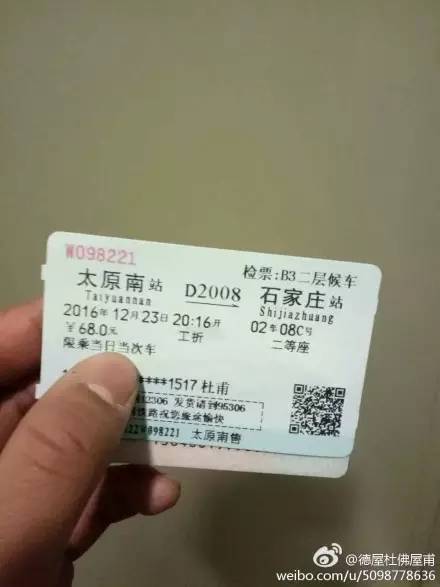 W098221
检票:B3二层候车
太原南站 D2008 石家庄站
Taiyuannan Shijiazhuang
2016年12月23日20:16开 02车08C号
￥68.0元 工折 二等座
限乘当日当次车
****1517 杜甫
12306 发货请到95306
铁路祝您旅途愉快
22W098221 太原南售
@德屋杜佛屋甫
weibo.com/u/5098778636